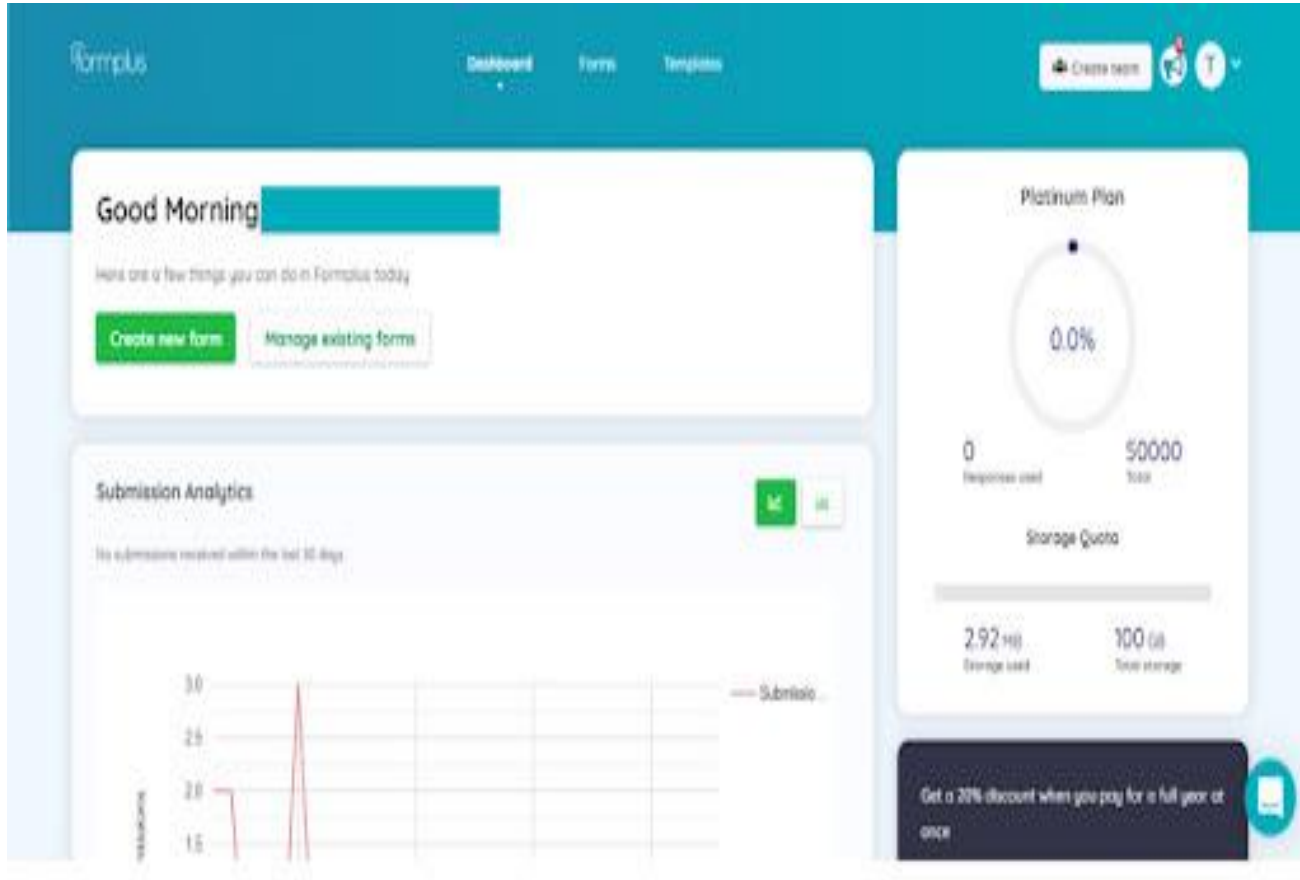 formplus
Dashboard Forms Templates
Create team
T
Good Morning
Here are a few things you can do in Formplus today
Create new form Manage existing forms
Submission Analytics
No submissions received within the last 30 days
3.0
2.5
2.0
1.5
Submissio...
Platinum Plan
0.0%
0 50000
Responses used Total
Storage Quota
2.92 MB 100 GB
Storage used Total storage
Get a 20% discount when you pay for a full year at
once